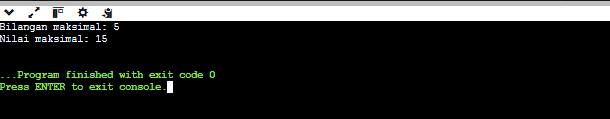 Bilangan maksimal: 5
Nilai maksimal: 15
...Program finished with exit code 0
Press ENTER to exit console.